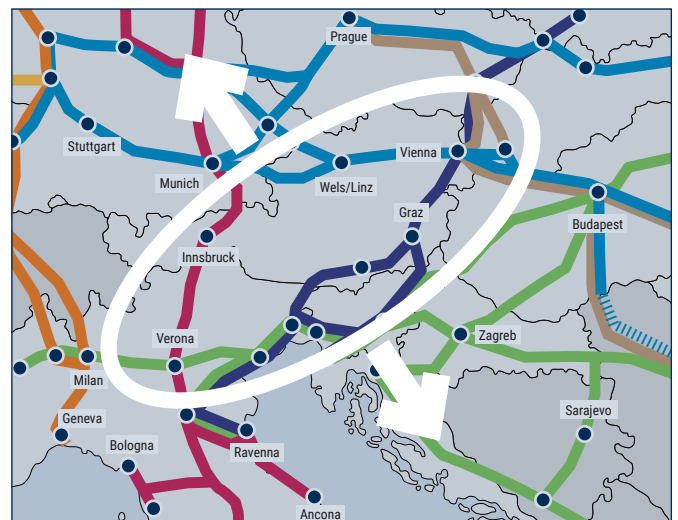 Prague
Stuttgart
Vienna
Munich
Wels/Linz
Graz
Budapest
Innsbruck
Verona
Zagreb
Milan
Geneva
Sarajevo
Bologna
Ravenna
Ancona